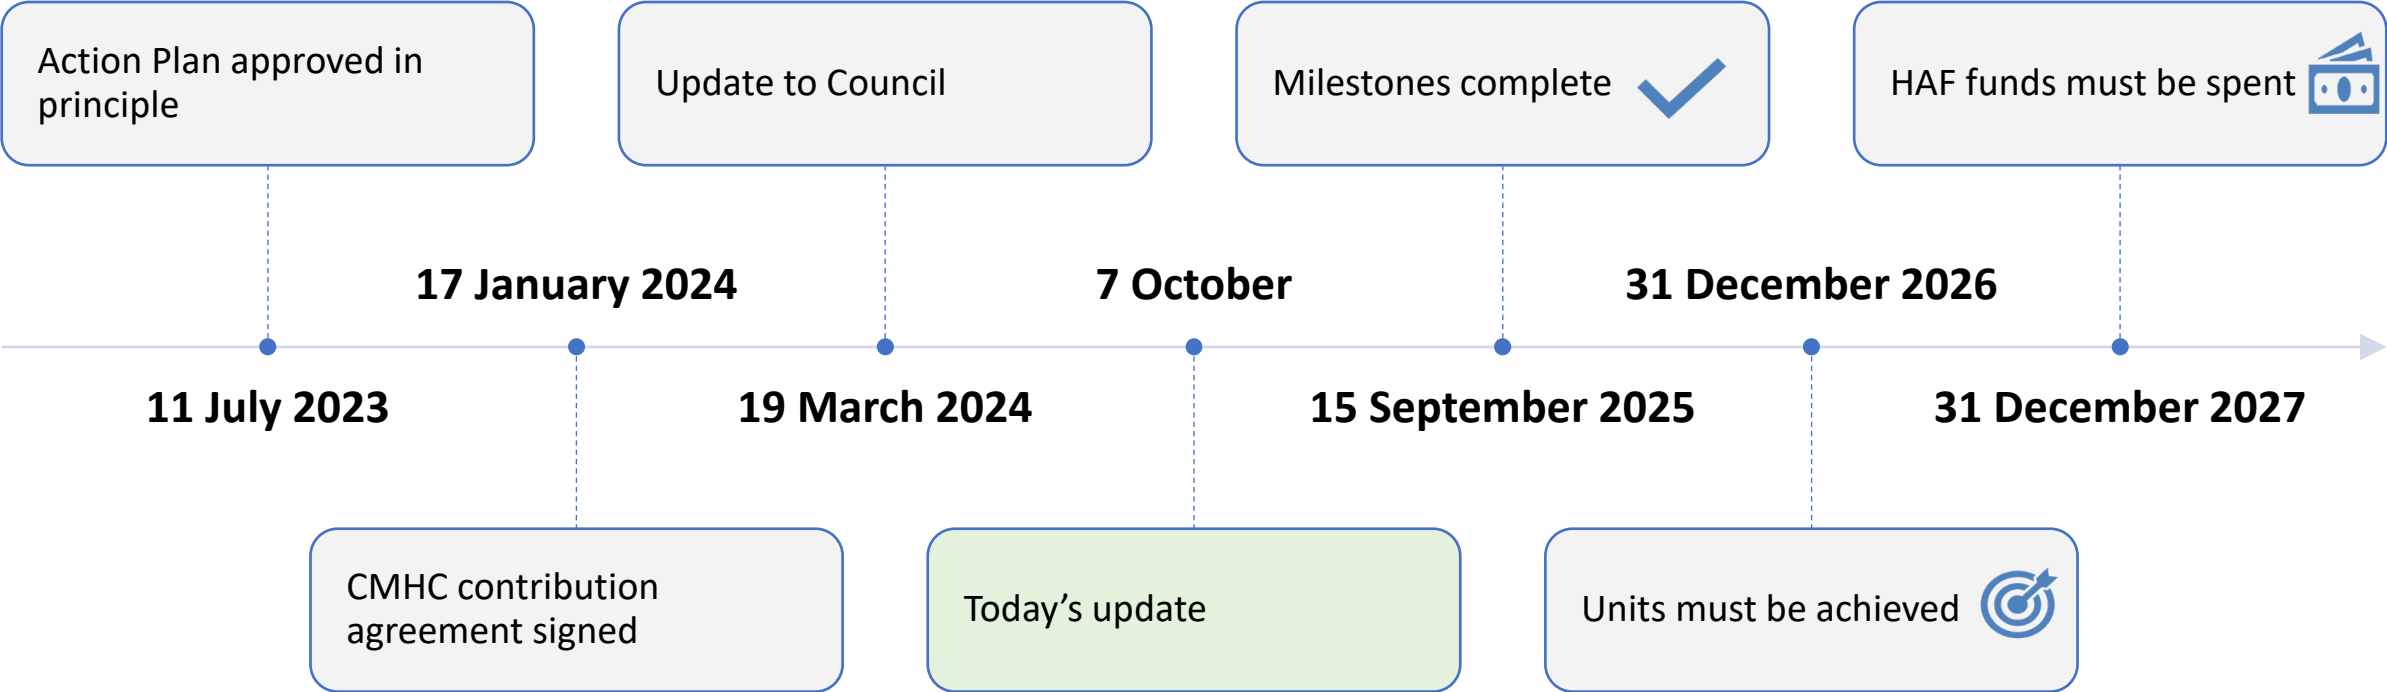 Action Plan approved in
principle
Update to Council
Milestones complete
HAF funds must be spent
17 January 2024
7 October
31 December 2026
11 July 2023
19 March 2024
15 September 2025
31 December 2027
CMHC contribution
agreement signed
Today’s update
Units must be achieved